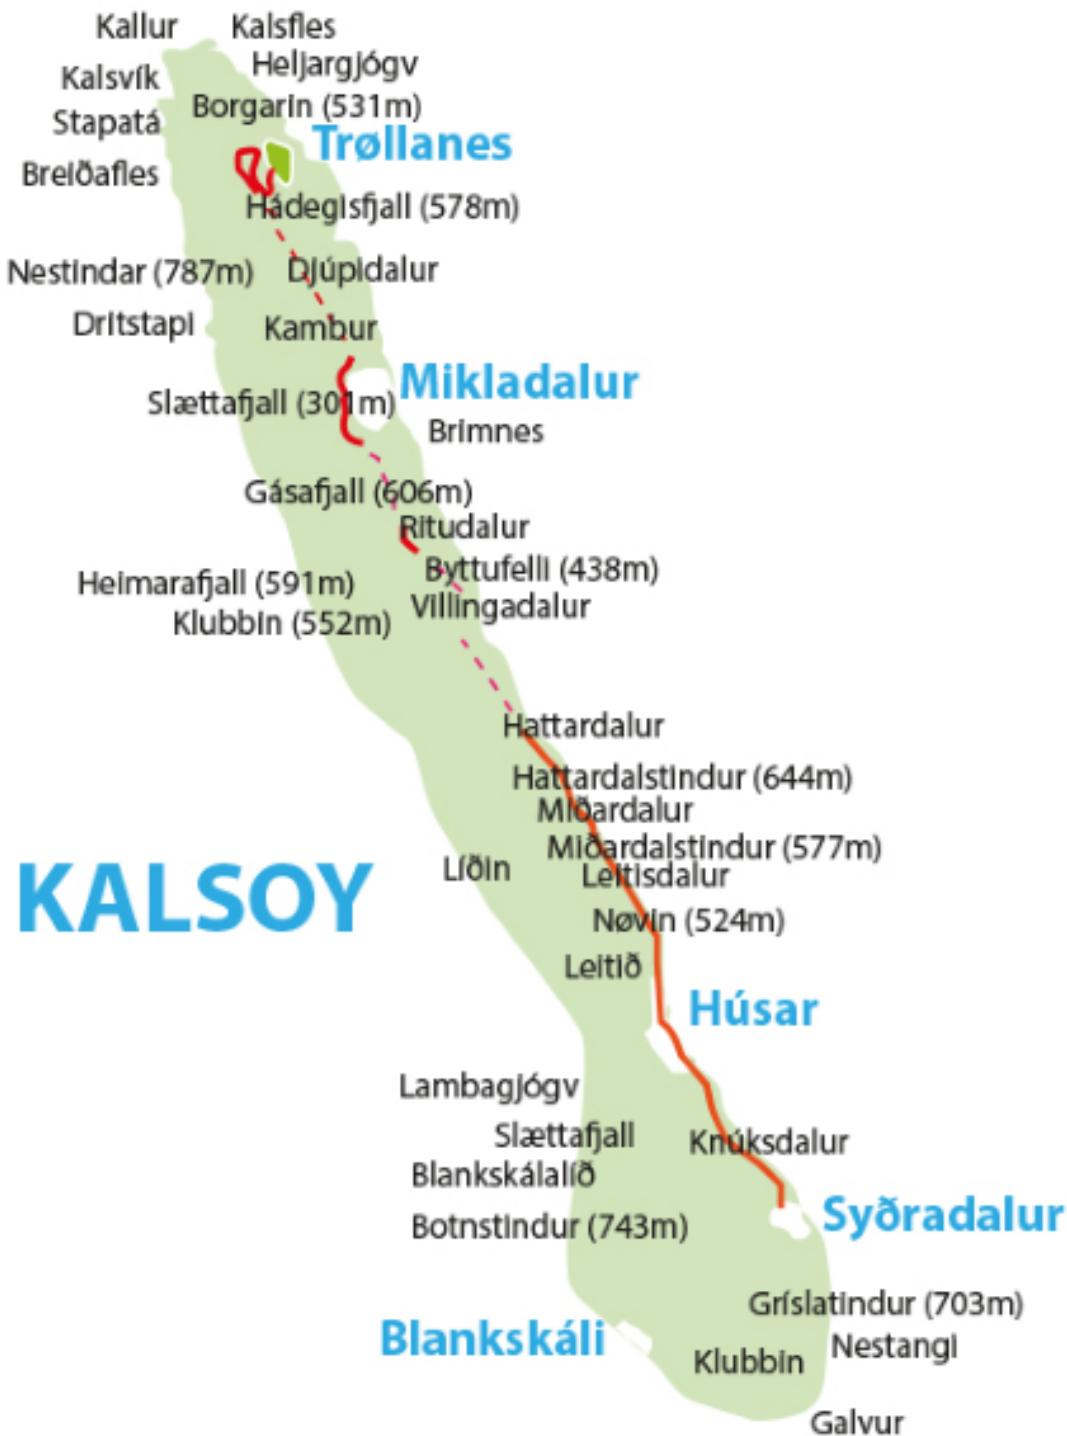 Kallur
Kalsfles
Heljargjógv
Kalsvík
Borgarin (531m)
Stapatá
Trøllanes
Breiðafles
Hádegisfjall (578m)
Nestindar (787m)
Djúpidalur
Dritstapi
Kambur
Mikladalur
Slættafjall (301m)
Brimnes
Gásafjall (606m)
Ritudalur
Byttufelli (438m)
Heimarafjall (591m)
Villingadalur
Klubbin (552m)
Hattardalur
Hattardalstindur (644m)
Miðardalur
Miðardalstindur (577m)
Líðin
Leitisdalur
KALSOY
Nøvin (524m)
Leitið
Húsar
Lambagjógv
Slættafjall
Knúksdalur
Blankskálalíð
Syðradalur
Botnstindur (743m)
Gríslatindur (703m)
Blankskáli
Nestangi
Klubbin
Galvur